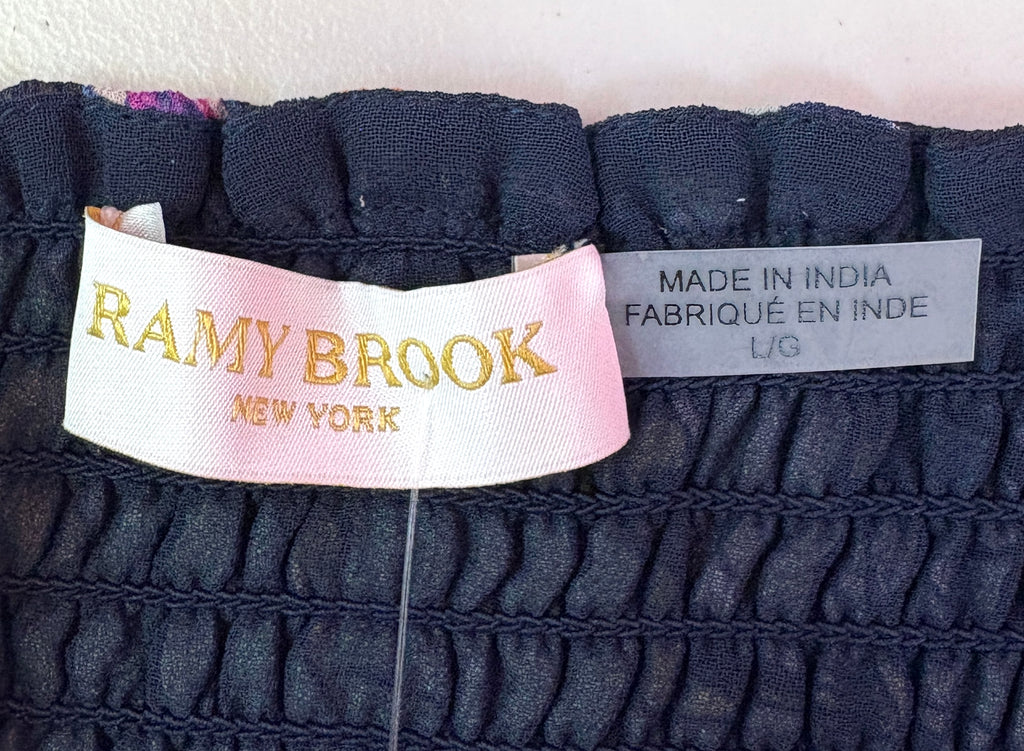 RAMY BROOK
NEW YORK
MADE IN INDIA
FABRIQUÉ EN INDE
L/G